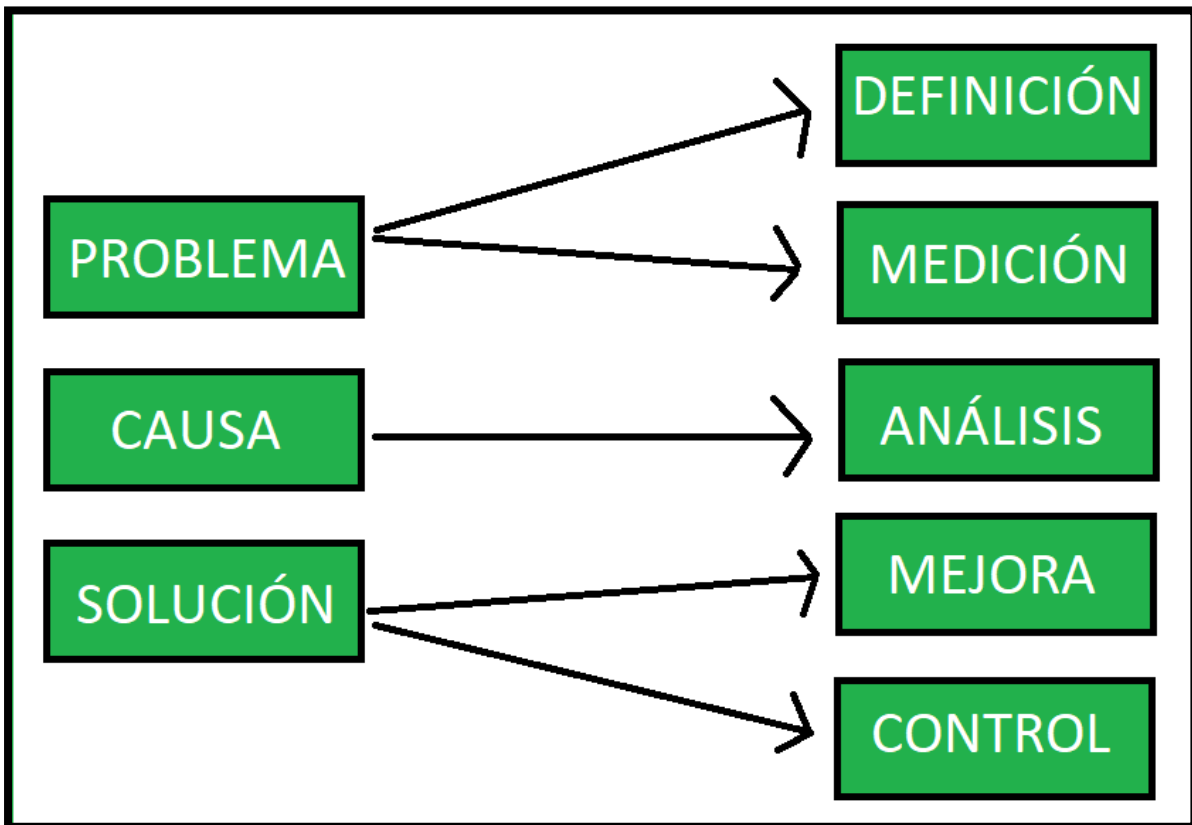 PROBLEMA
CAUSA
SOLUCIÓN
DEFINICIÓN
MEDICIÓN
ANÁLISIS
MEJORA
CONTROL